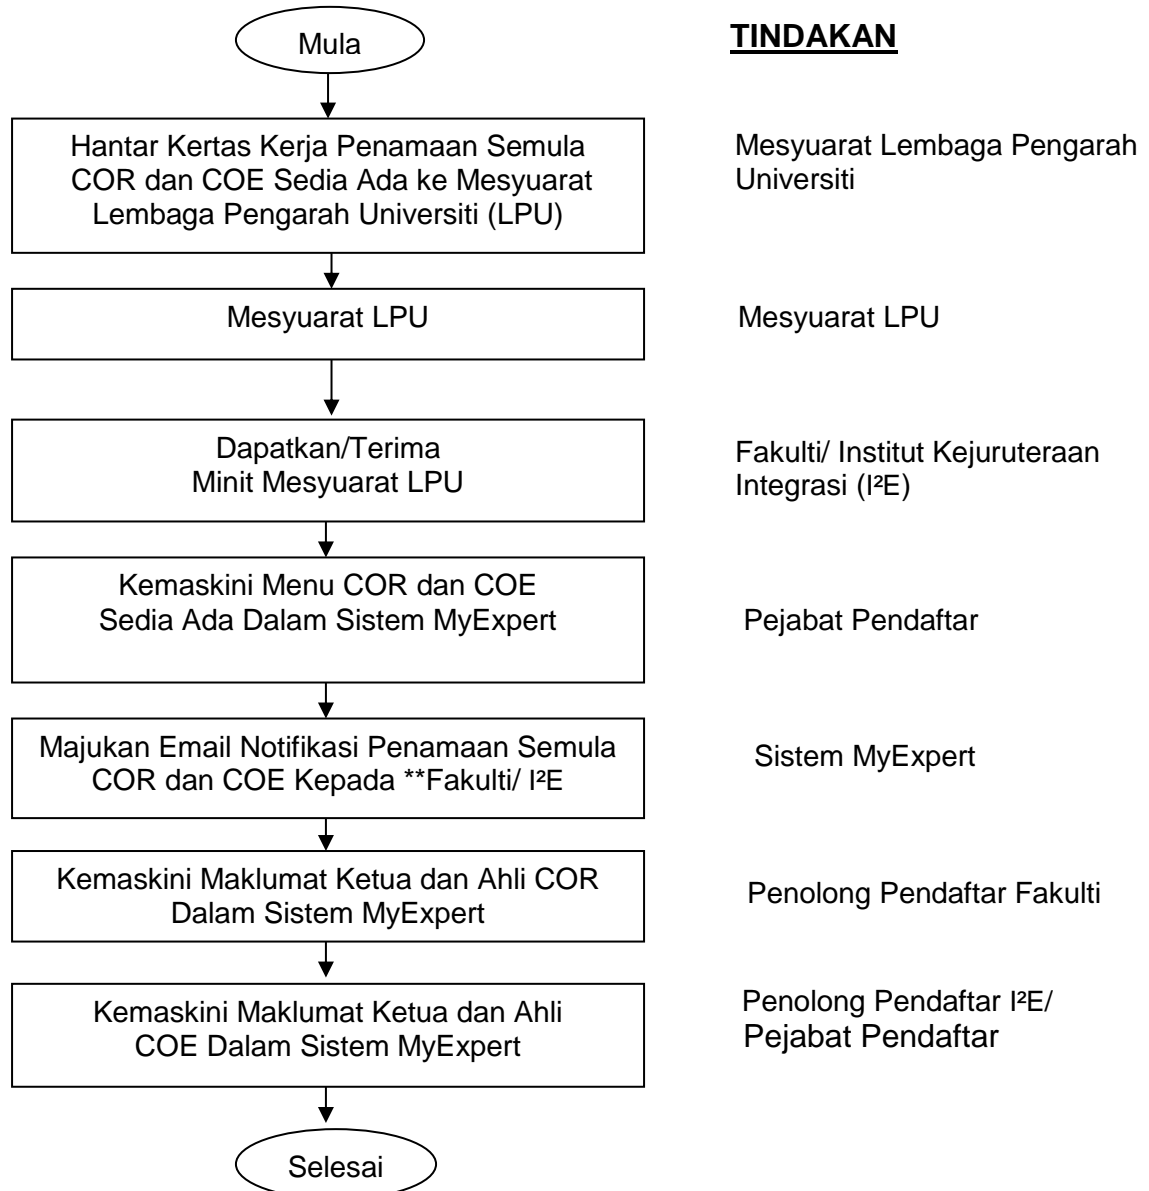 Mula
TINDAKAN
Hantar Kertas Kerja Penamaan Semula
COR dan COE Sedia Ada ke Mesyuarat
Lembaga Pengarah Universiti (LPU)
Mesyuarat Lembaga Pengarah
Universiti
Mesyuarat LPU
Mesyuarat LPU
Dapatkan/Terima
Minit Mesyuarat LPU
Fakulti/ Institut Kejuruteraan
Integrasi (I²E)
Kemaskini Menu COR dan COE
Sedia Ada Dalam Sistem MyExpert
Pejabat Pendaftar
Majukan Email Notifikasi Penamaan Semula
COR dan COE Kepada **Fakulti/ I²E
Sistem MyExpert
Kemaskini Maklumat Ketua dan Ahli COR
Dalam Sistem MyExpert
Penolong Pendaftar Fakulti
Kemaskini Maklumat Ketua dan Ahli
COE Dalam Sistem MyExpert
Penolong Pendaftar I²E/
Pejabat Pendaftar
Selesai